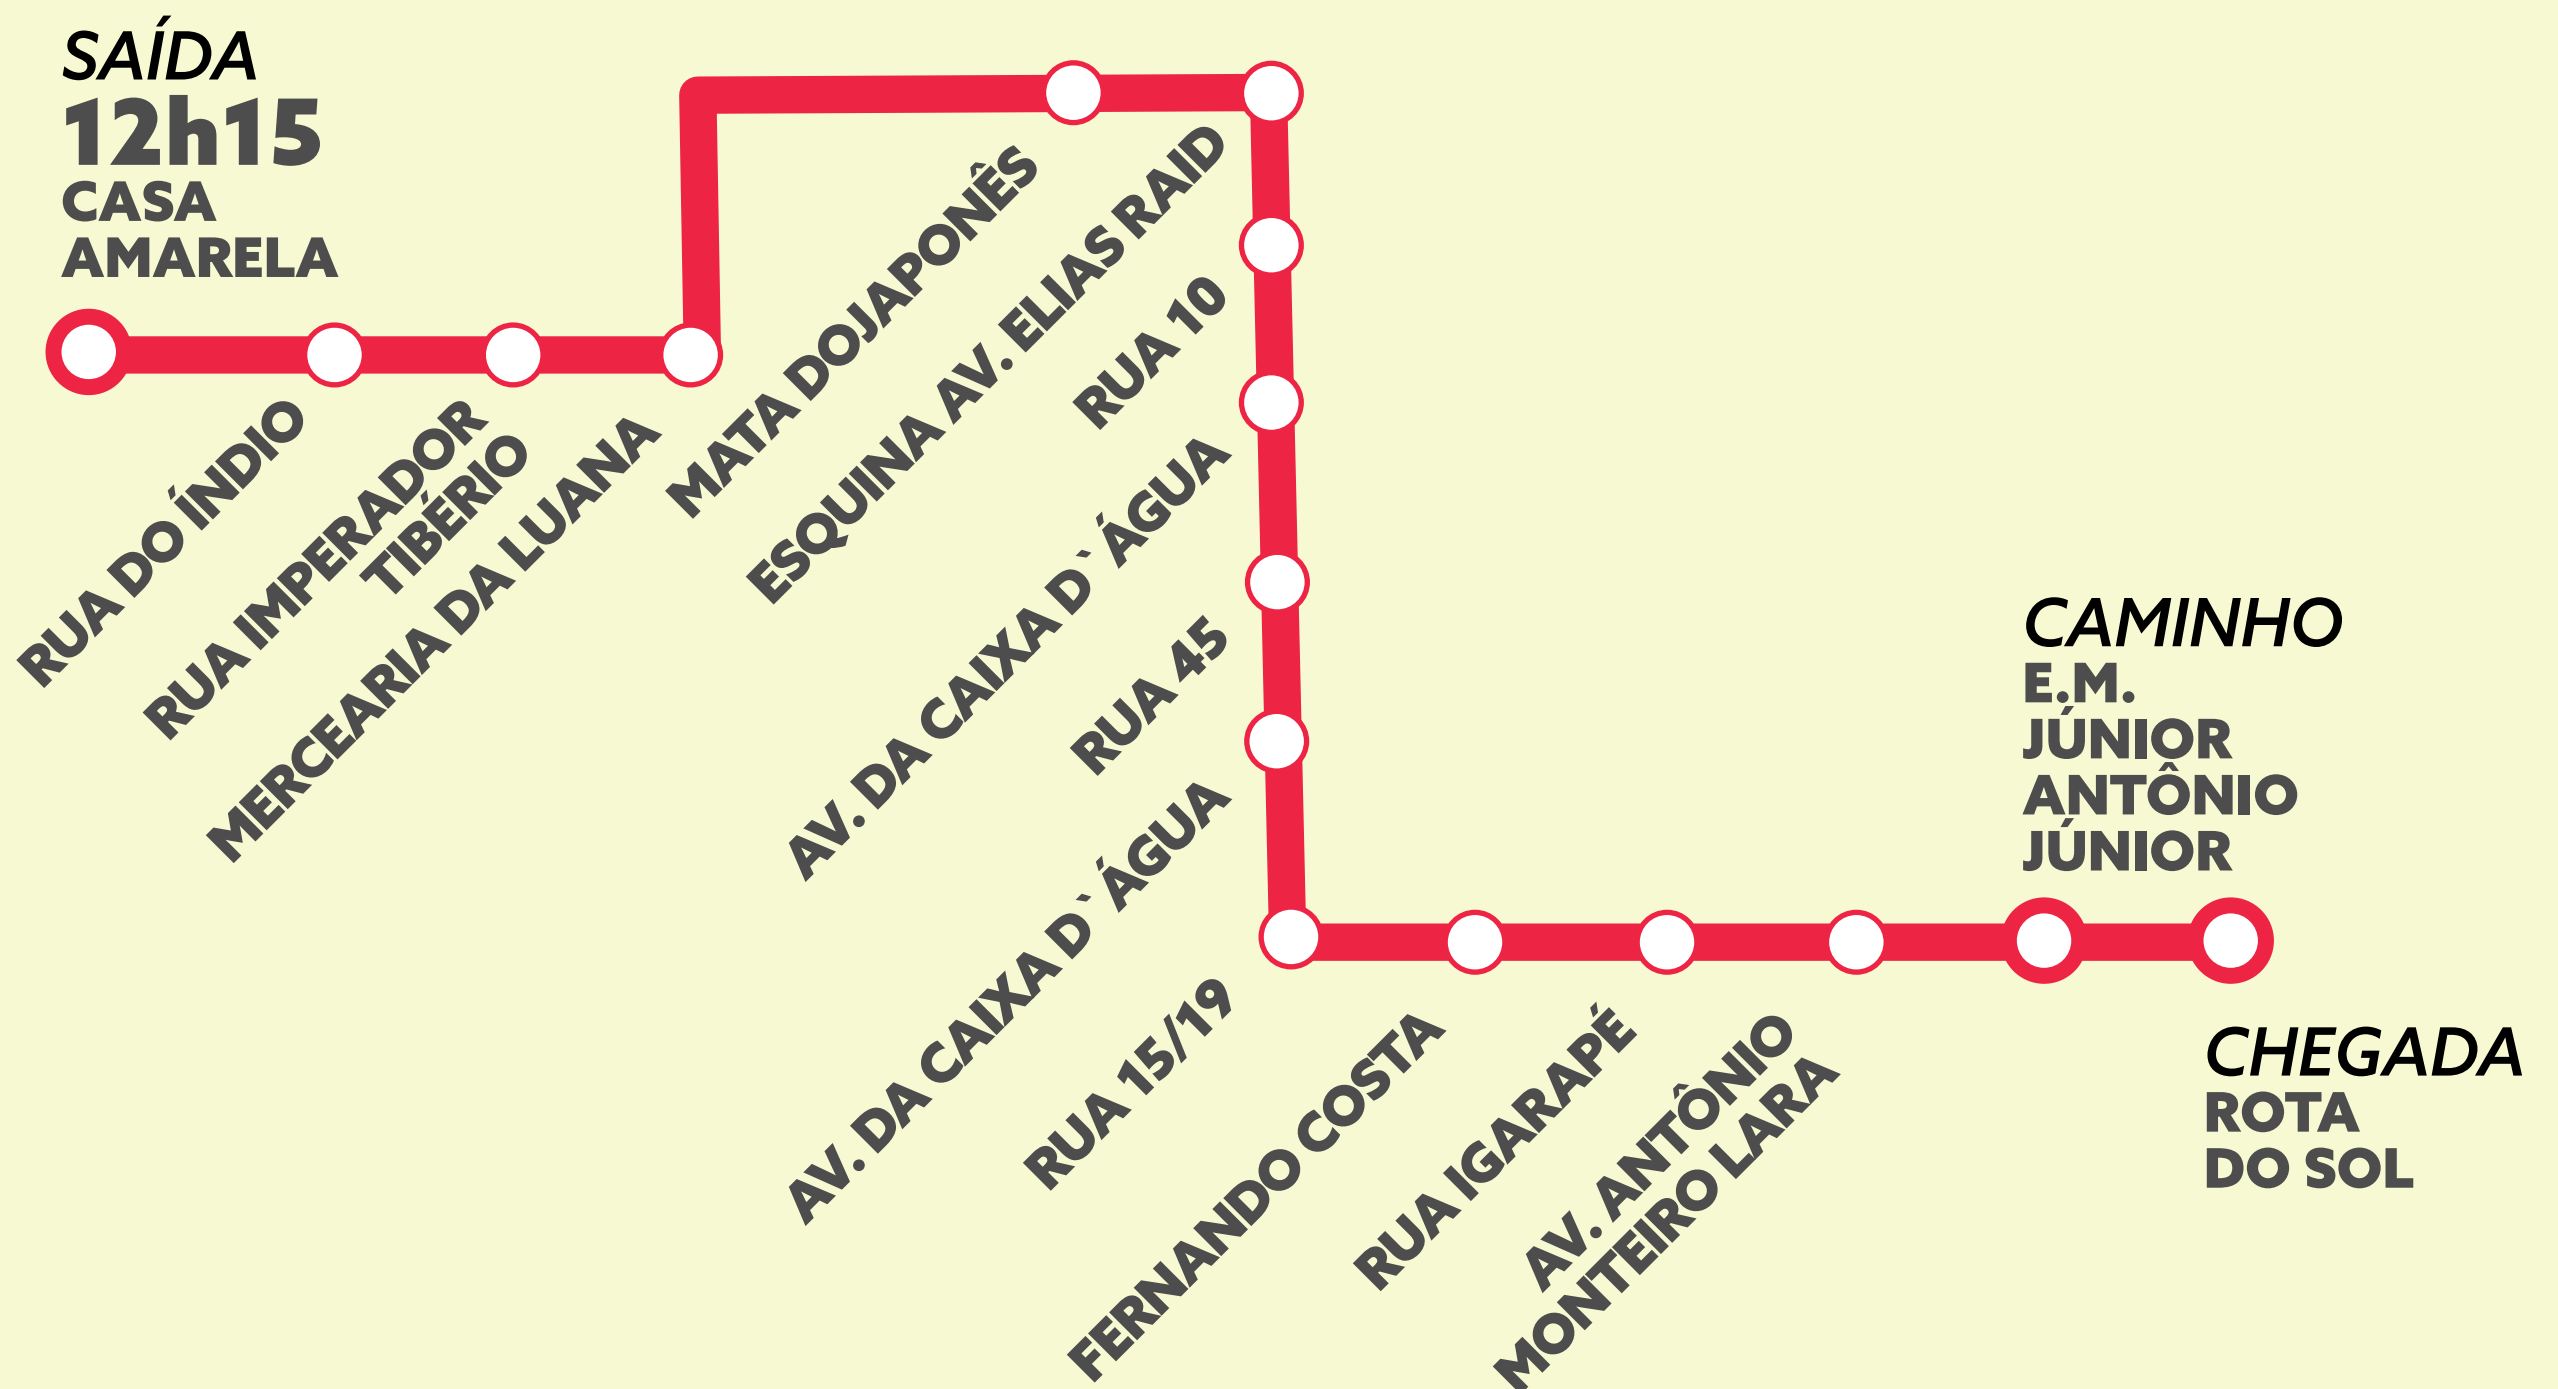 SAÍDA
12h15
CASA
AMARELA
RUA DO ÍNDIO
RUA IMPERADOR
TIBÉRIO
MERCEARIA DA LUANA
MATA DOJAPONÊS
ESQUINA AV. ELIAS RAID
RUA 10
AV. DA CAIXA D`ÁGUA
RUA 45
AV. DA CAIXA D`ÁGUA
RUA 15/19
FERNANDO COSTA
RUA IGARAPÉ
AV. ANTÔNIO
MONTEIRO LARA
CAMINHO
E.M.
JÚNIOR
ANTÔNIO
JÚNIOR
CHEGADA
ROTA
DO SOL